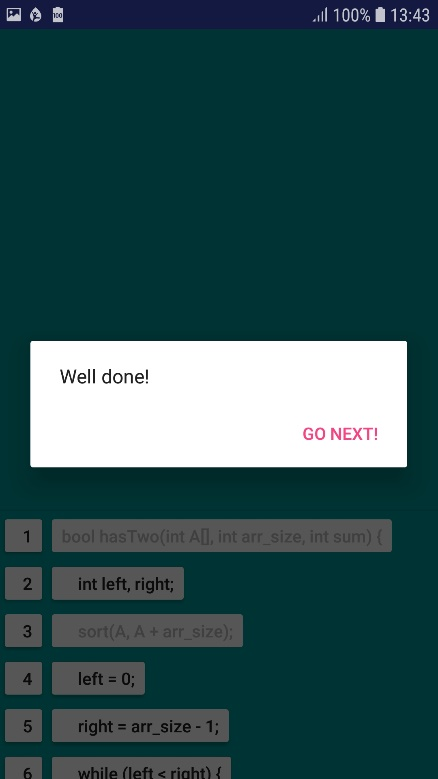 100% 13:43
Well done!
GO NEXT!
1 bool hasTwo(int A[], int arr_size, int sum) {
2 int left, right;
3 sort(A, A + arr_size);
4 left = 0;
5 right = arr_size - 1;
6 while (left < right) {